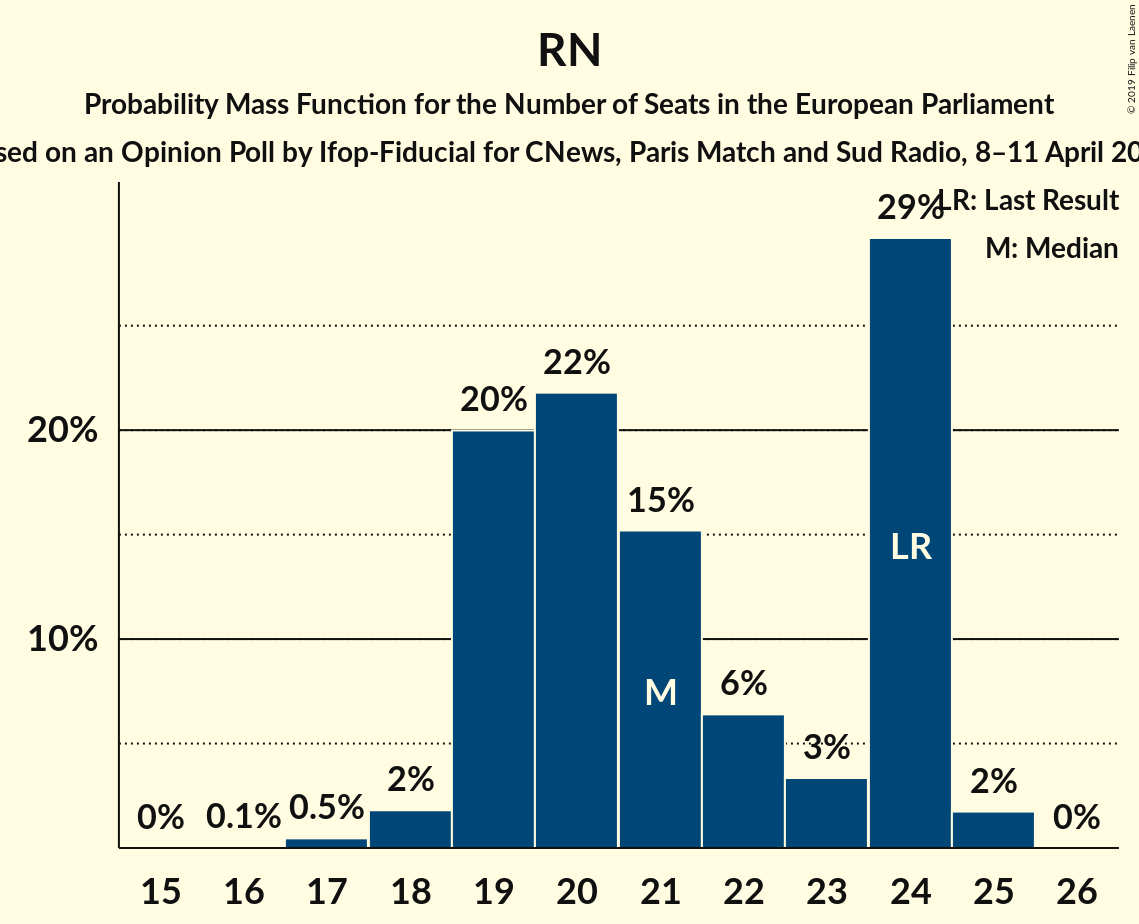 RN
Probability Mass Function for the Number of Seats in the European Parliament
sed on an Opinion Poll by Ifop-Fiducial for CNews, Paris Match and Sud Radio, 8–11 April 20
© 2019 Filip van Laenen
LR: Last Result
M: Median
29%
22%
20%
20%
15%
LR
10%
M
6%
3%
2%
2%
0.5%
0.1%
0%
0%
15 16 17 18 19 20 21 22 23 24 25 26